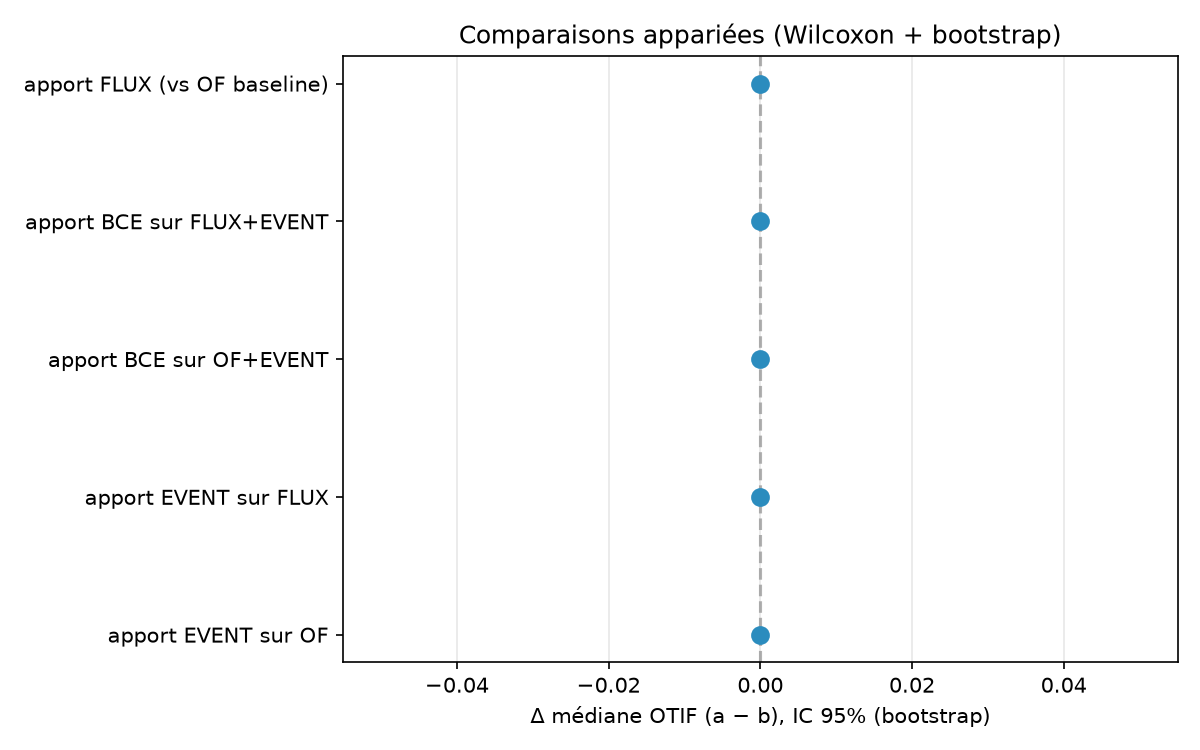 Comparaisons appariées (Wilcoxon + bootstrap)
apport FLUX (vs OF baseline)
apport BCE sur FLUX+EVENT
apport BCE sur OF+EVENT
apport EVENT sur FLUX
apport EVENT sur OF
−0.04 −0.02 0.00 0.02 0.04
Δ médiane OTIF (a − b), IC 95% (bootstrap)